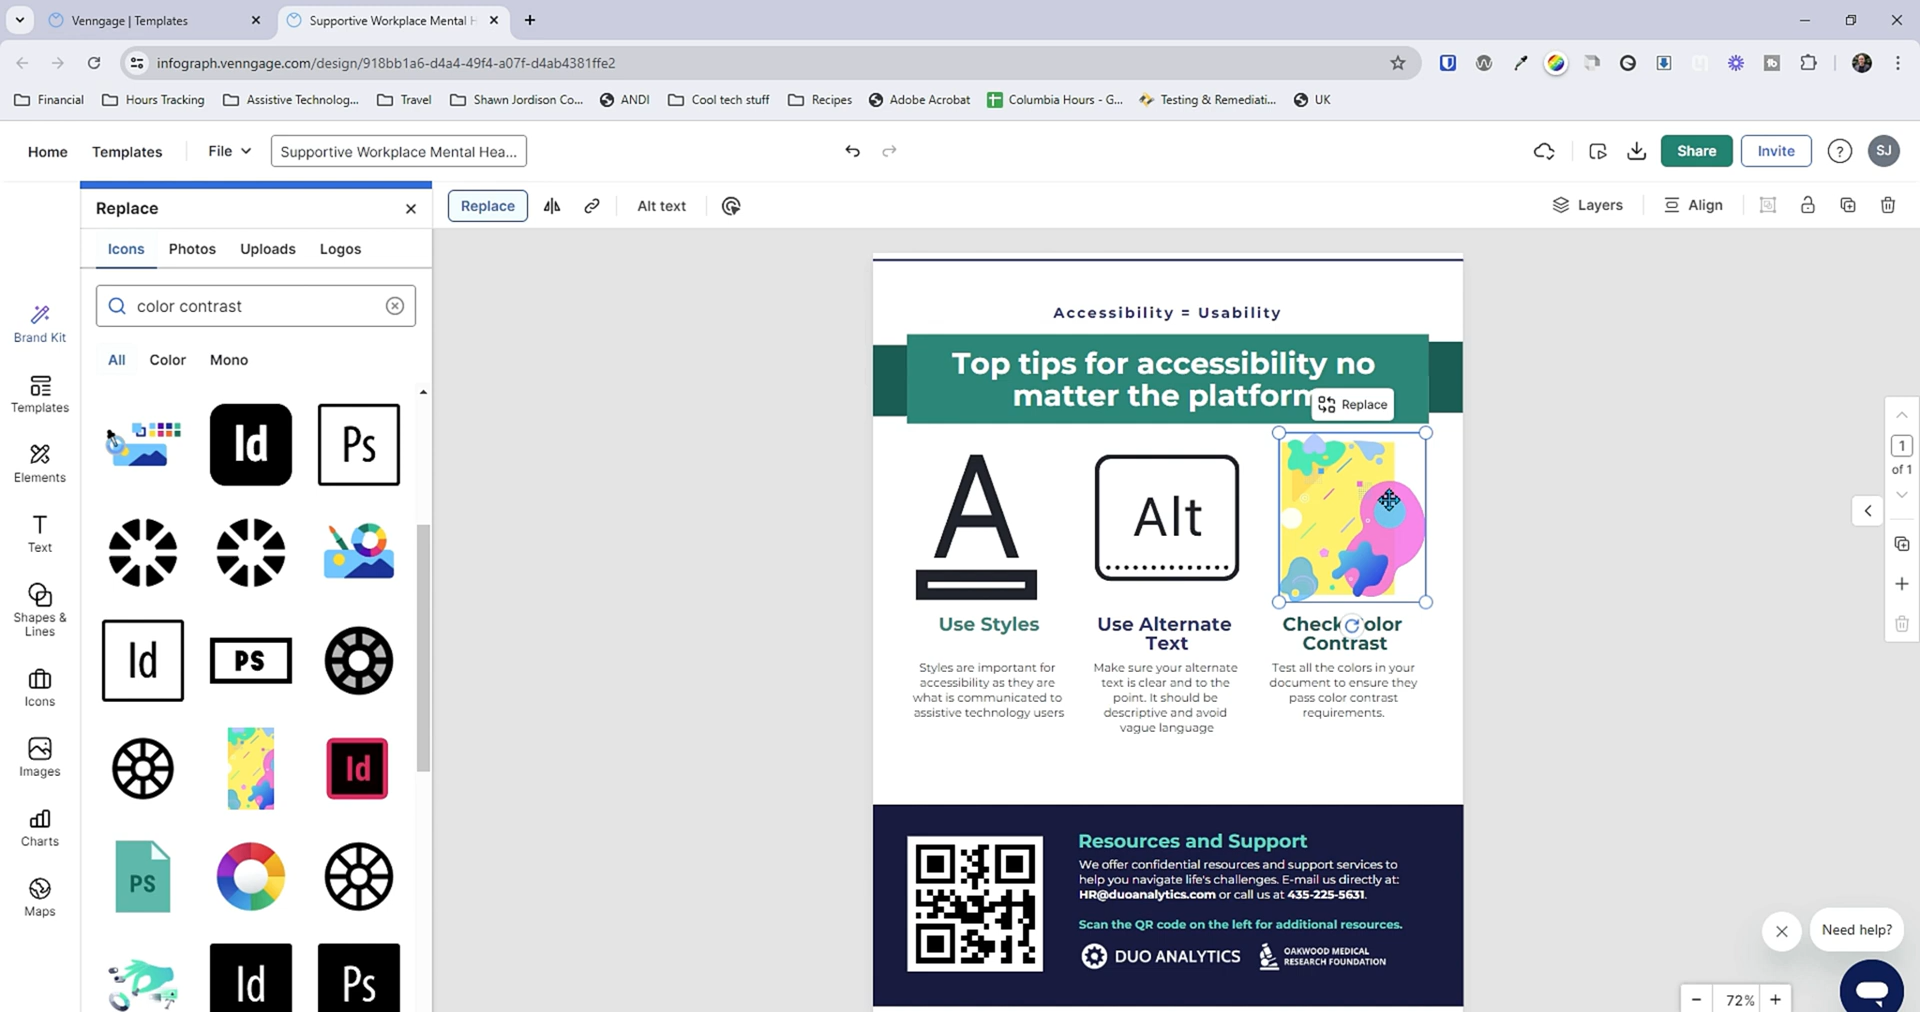 Venngage | Templates
Supportive Workplace Mental H
infograph.venngage.com/design/918bb1a6-d4a4-49f4-a07f-d4ab4381ffe2
Financial
Hours Tracking
Assistive Technolog...
Travel
Shawn Jordison Co...
ANDI
Cool tech stuff
Recipes
Adobe Acrobat
Columbia Hours - G...
Testing & Remediati...
UK
Home
Templates
File
Supportive Workplace Mental Hea...
Share
Invite
?
SJ
Replace
Replace
Alt text
Layers
Align
Icons
Photos
Uploads
Logos
color contrast
All
Color
Mono
Brand Kit
Templates
Elements
Text
Shapes &
Lines
Icons
Images
Charts
Maps
Id
Ps
Id
PS
Id
PS
Id
Ps
Accessibility = Usability
Top tips for accessibility no
matter the platform
Replace
A
Alt
Use Styles
Styles are important for
accessibility as they are
what is communicated to
assistive technology users
Use Alternate
Text
Make sure your alternate
text is clear and to the
point. It should be
descriptive and avoid
vague language
Check Color
Contrast
Test all the colors in your
document to ensure they
pass color contrast
requirements.
Resources and Support
We offer confidential resources and support services to
help you navigate life's challenges. E-mail us directly at:
HR@duoanalytics.com or call us at 435-225-5631.
Scan the QR code on the left for additional resources.
DUO ANALYTICS
OAKWOOD MEDICAL
RESEARCH FOUNDATION
1
of 1
Need help?
72%